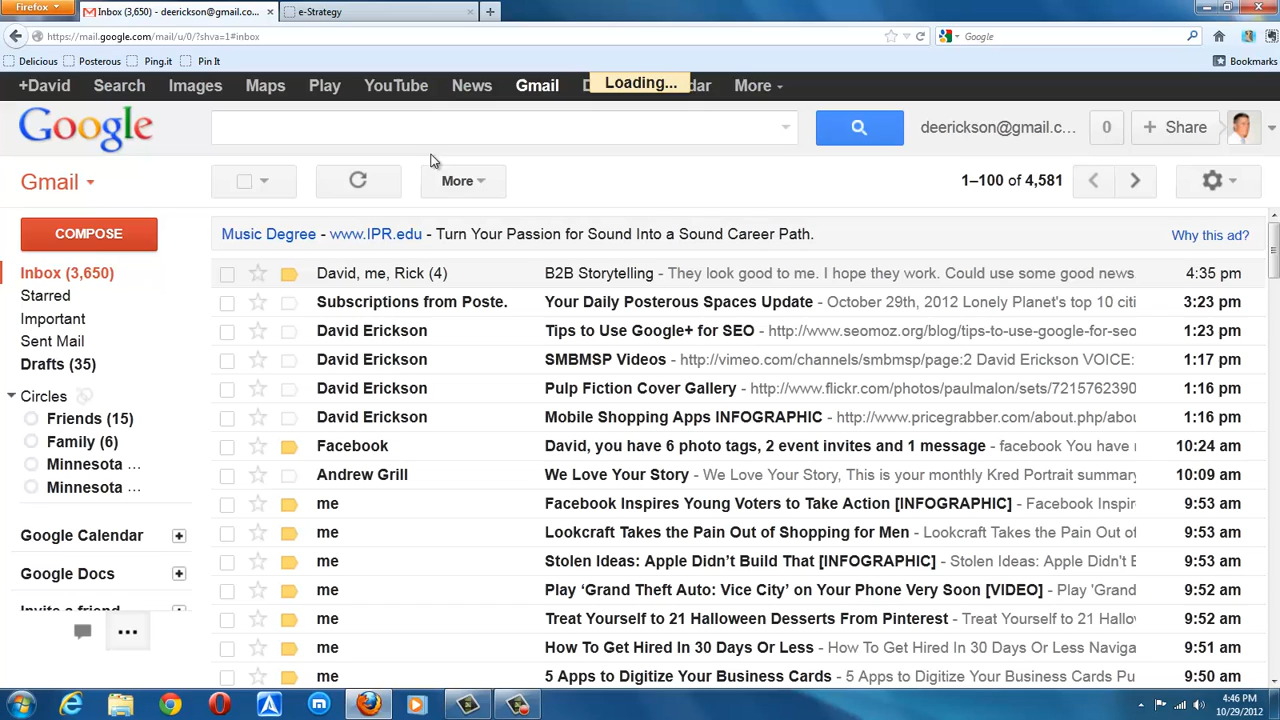 Firefox
Inbox (3,650) - deerickson@gmail.co... × e-Strategy ×
https://mail.google.com/mail/u/0/?shva=1#inbox Google
Delicious Posterous Ping.it Pin It Bookmarks
+David Search Images Maps Play YouTube News Gmail D Loading... dar More
Google deerickson@gmail.c... 0 + Share
Gmail More 1–100 of 4,581
COMPOSE
Music Degree - www.IPR.edu - Turn Your Passion for Sound Into a Sound Career Path. Why this ad?
Inbox (3,650)
Starred
Important
Sent Mail
Drafts (35)
Circles
Friends (15)
Family (6)
Minnesota ...
Minnesota ...
Google Calendar
Google Docs
Invite a friend
David, me, Rick (4) B2B Storytelling - They look good to me. I hope they work. Could use some good news. 4:35 pm
Subscriptions from Poste. Your Daily Posterous Spaces Update - October 29th, 2012 Lonely Planet's top 10 citi 3:23 pm
David Erickson Tips to Use Google+ for SEO - http://www.seomoz.org/blog/tips-to-use-google-for-seo 1:23 pm
David Erickson SMBMSP Videos - http://vimeo.com/channels/smbmsp/page:2 David Erickson VOICE: 1:17 pm
David Erickson Pulp Fiction Cover Gallery - http://www.flickr.com/photos/paulmalon/sets/7215762390 1:16 pm
David Erickson Mobile Shopping Apps INFOGRAPHIC - http://www.pricegrabber.com/about.php/abou 1:16 pm
Facebook David, you have 6 photo tags, 2 event invites and 1 message - facebook You have r 10:24 am
Andrew Grill We Love Your Story - We Love Your Story, This is your monthly Kred Portrait summary 10:09 am
me Facebook Inspires Young Voters to Take Action [INFOGRAPHIC] - Facebook Inspir 9:53 am
me Lookcraft Takes the Pain Out of Shopping for Men - Lookcraft Takes the Pain Out of 9:53 am
me Stolen Ideas: Apple Didn't Build That [INFOGRAPHIC] - Stolen Ideas: Apple Didn't B 9:53 am
me Play ‘Grand Theft Auto: Vice City’ on Your Phone Very Soon [VIDEO] - Play 'Grand 9:52 am
me Treat Yourself to 21 Halloween Desserts From Pinterest - Treat Yourself to 21 Hallo 9:52 am
me How To Get Hired In 30 Days Or Less - How To Get Hired In 30 Days Or Less Naviga 9:51 am
me 5 Apps to Digitize Your Business Cards - 5 Apps to Digitize Your Business Cards Pu 9:50 am
4:46 PM
10/29/2012